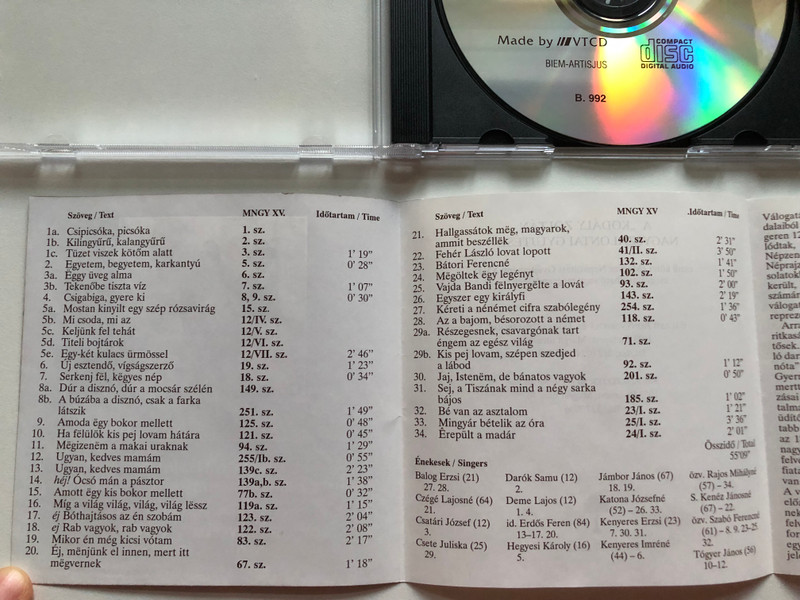 Made by VTCD
COMPACT
disc
DIGITAL AUDIO
BIEM-ARTISJUS
B. 992
Szöveg / Text MNGY XV. Időtartam / Time
1a. Csipicsóka, picsóka 1. sz.
1b. Kilingyűrű, kalangyűrű 2. sz.
1c. Tüzet viszek kötőm alatt 3. sz. 1' 19"
2. Egyetem, begyetem, karkantyú 5. sz. 0' 28"
3a. Eggy üveg alma 6. sz.
3b. Tekenőbe tiszta víz 7. sz. 1' 07"
4. Csigabiga, gyere ki 8, 9. sz. 0' 30"
5a. Mostan kinyilt egy szép rózsavirág 15. sz.
5b. Mi csoda, mi az 12/IV. sz.
5c. Keljünk fel tehát 12/V. sz.
5d. Titeli bojtárok 12/VI. sz.
5e. Egy-két kulacs ürmössel 12/VII. sz. 2' 46"
6. Új esztendő, vígságszerző 19. sz. 1' 23"
7. Serkenj fël, këgyes nép 18. sz. 0' 34"
8a. Dúr a disznó, dúr a mocsár szélén 149. sz.
8b. A búzába a disznó, csak a farka
látszik 251. sz. 1' 49"
9. Amoda ëgy bokor mellett 125. sz. 0' 48"
10. Ha fëlülök kis pej lovam hátára 121. sz. 0' 45"
11. Mëgizenëm a makai uraknak 94. sz. 1' 29"
12. Ugyan, kedves mamám 255/Ib. sz. 0' 55"
13. Ugyan, kedves mamám 139c. sz. 2' 23"
14. héj! Ócsó mán a pásztor 139a,b. sz. 1' 38"
15. Amott ëgy kis bokor mellett 77b. sz. 0' 32"
16. Míg a világ világ, világ, világ lëssz 119a. sz. 1' 15"
17. éj Bóthajtásos az én szobám 123. sz. 2' 04"
18. ej Rab vagyok, rab vagyok 122. sz. 2' 08"
19. Mikor én még kicsi vótam 83. sz. 2' 17"
20. Éj, mënjünk el innen, mert itt
mëgvernek 67. sz. 1' 18"
Szöveg / Text MNGY XV Időtartam / Time
21. Hallgassátok mëg, magyarok,
ammit beszéllëk 40. sz. 2' 31"
22. Fehér László lovat lopott 41/II. sz. 3' 50"
23. Bátori Ferencné 132. sz. 1' 41"
24. Mëgöltek ëgy legényt 102. sz. 1' 50"
25. Vajda Bandi fëlnyergëlte a lovát 93. sz. 2' 00"
26. Egyszer egy királyfi 143. sz. 2' 19"
27. Kéreti a nénémet cifra szabólegény 254. sz. 1' 36"
28. Az a bajom, bésorozott a német 118. sz. 0' 43"
29a. Részegesnek, csavargónak tart
éngem az egész világ 71. sz.
29b. Kis pej lovam, szépen szedjed
a lábod 92. sz. 1' 12"
30. Jaj, Istenëm, de bánatos vagyok 201. sz. 0' 50"
31. Sej, a Tiszának mind a négy sarka
bájos 185. sz. 1' 02"
32. Bé van az asztalom 23/I. sz. 1' 21"
33. Mingyár bételik az óra 25/I. sz. 3' 36"
34. Érepült a madár 24/I. sz. 2' 01"
Összidő / Total
55'09"
Énekesek / Singers
Balog Erzsi (21) Darók Samu (12) Jámbor János (67) özv. Rajos Mihályné
27. 28. 2. 18. 19. (57) – 34.
Czégé Lajosné (64) Deme Lajos (12) Katona Józsefné S. Kenéz Jánosné
21. 1. 4. (52) – 26. 33. (67) – 22.
Csatári József (12) id. Erdős Feren (84) Kenyeres Erzsi (23) özv. Szabó Ferencné
3. 13–17. 20. 7. 30. 31. (61) – 8. 9. 23–25
32.
Csete Juliska (25) Hegyesi Károly (16) Kenyeres Imréné Tógyer János (56)
29. 5. (44) – 6. 10–12.